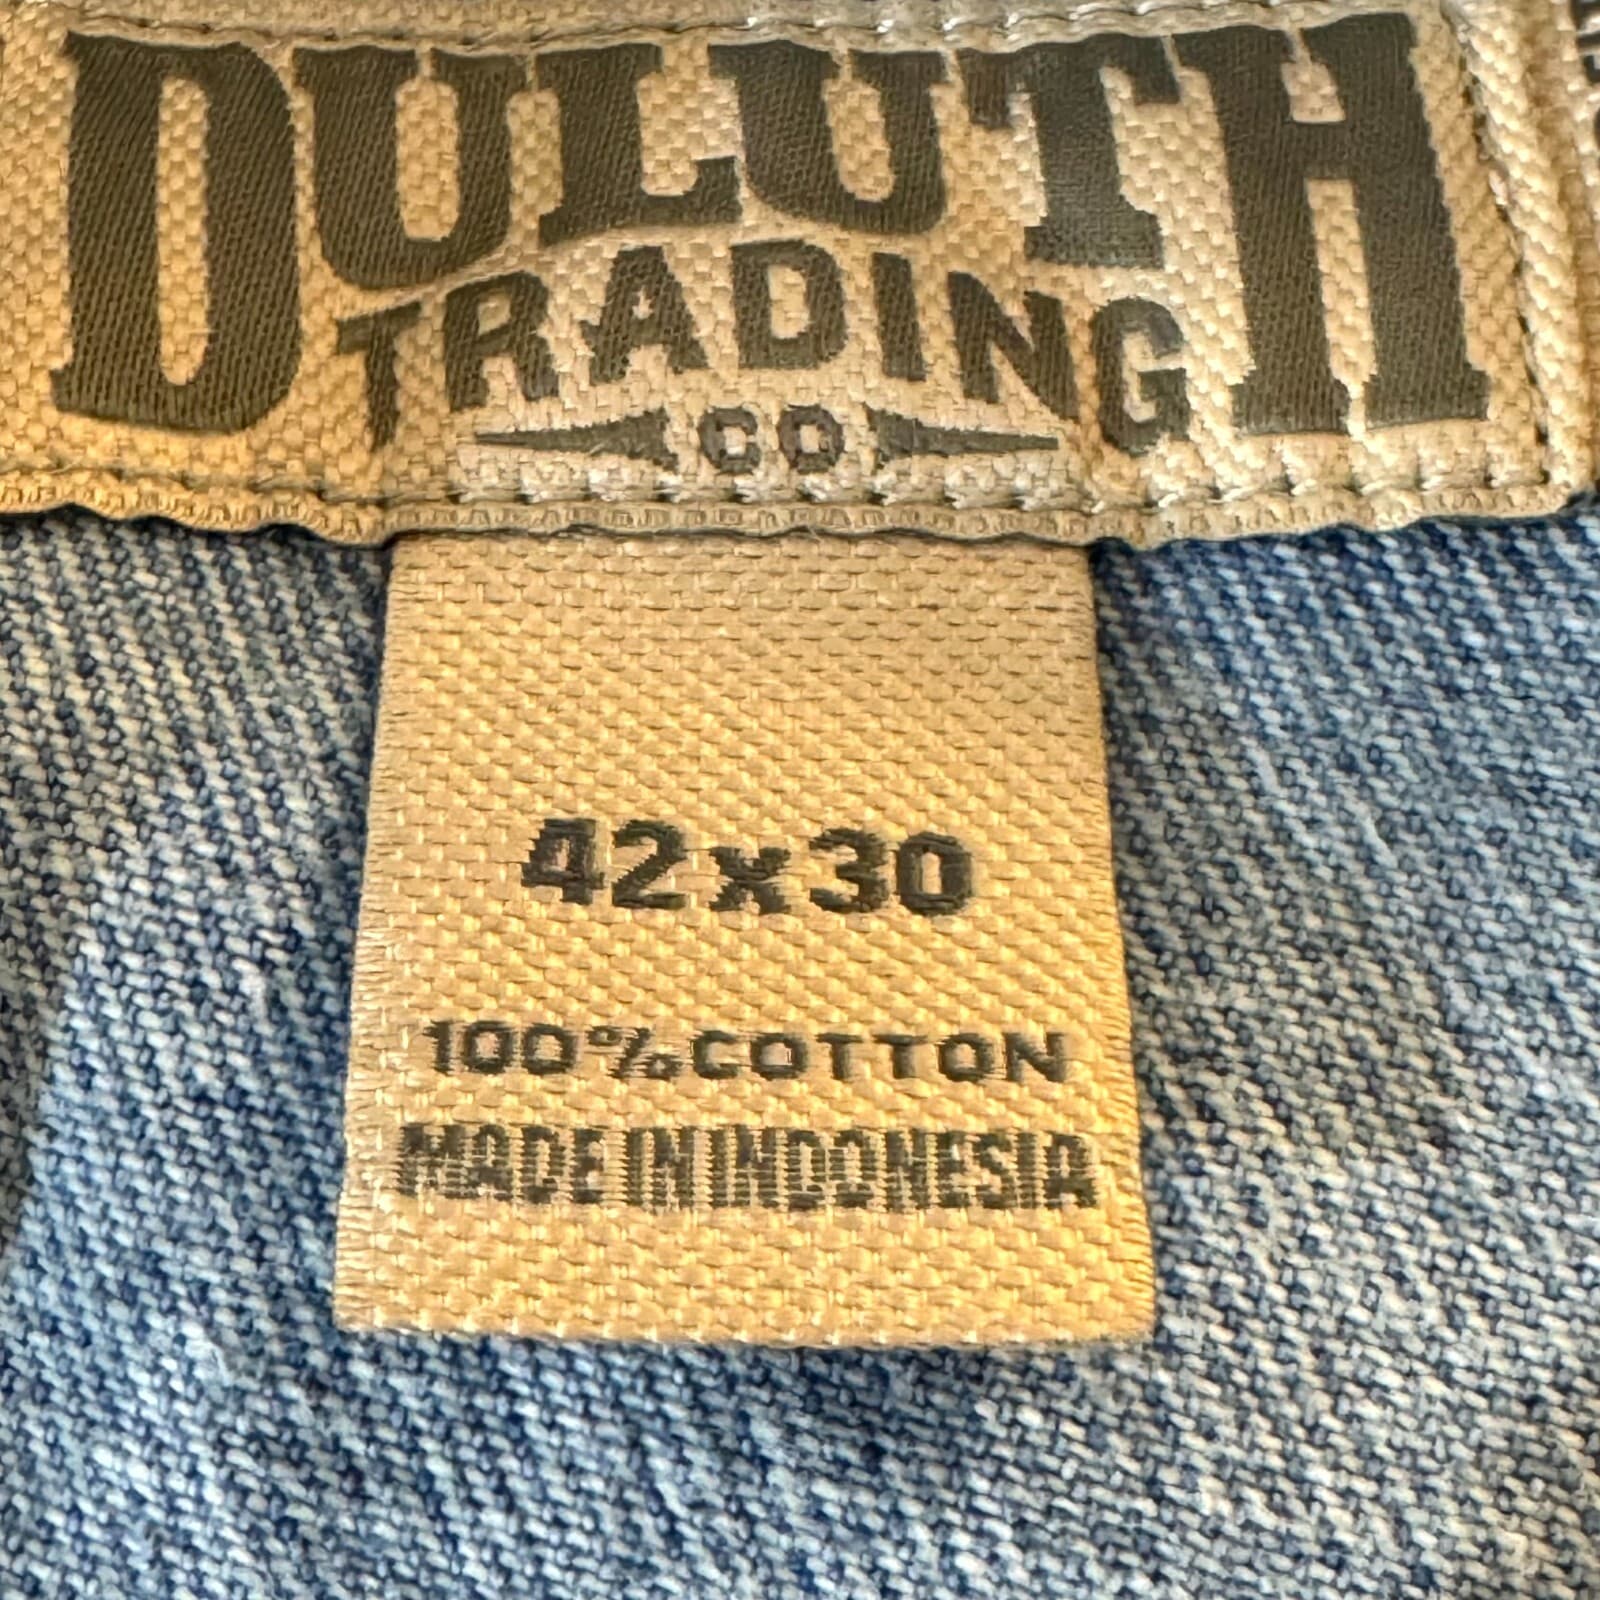 DULUTH
TRADING
CO
42x30
100%COTTON
MADE IN INDONESIA